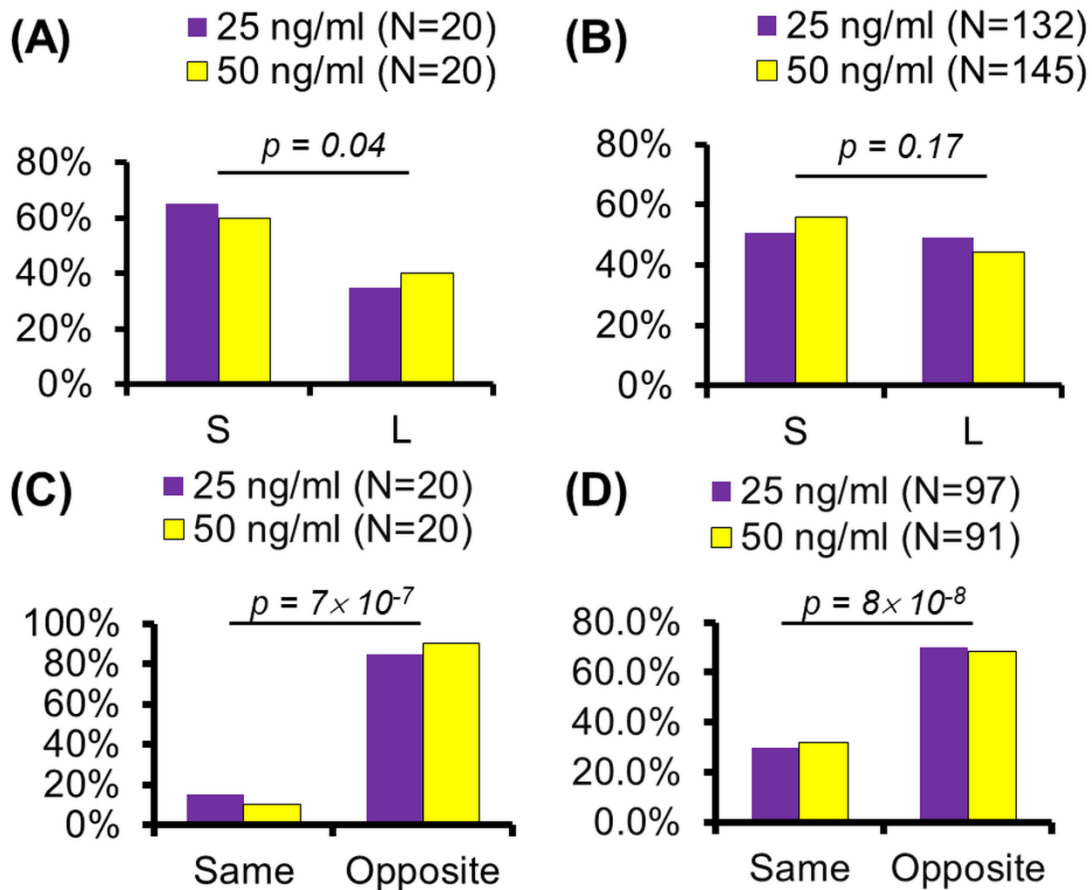 (A)
25 ng/ml (N=20)
50 ng/ml (N=20)
p = 0.04
80%
60%
40%
20%
0%
S L
(B)
25 ng/ml (N=132)
50 ng/ml (N=145)
p = 0.17
80%
60%
40%
20%
0%
S L
(C)
25 ng/ml (N=20)
50 ng/ml (N=20)
p = 7× 10⁻⁷
100%
80%
60%
40%
20%
0%
Same Opposite
(D)
25 ng/ml (N=97)
50 ng/ml (N=91)
p = 8× 10⁻⁸
80.0%
60.0%
40.0%
20.0%
0.0%
Same Opposite